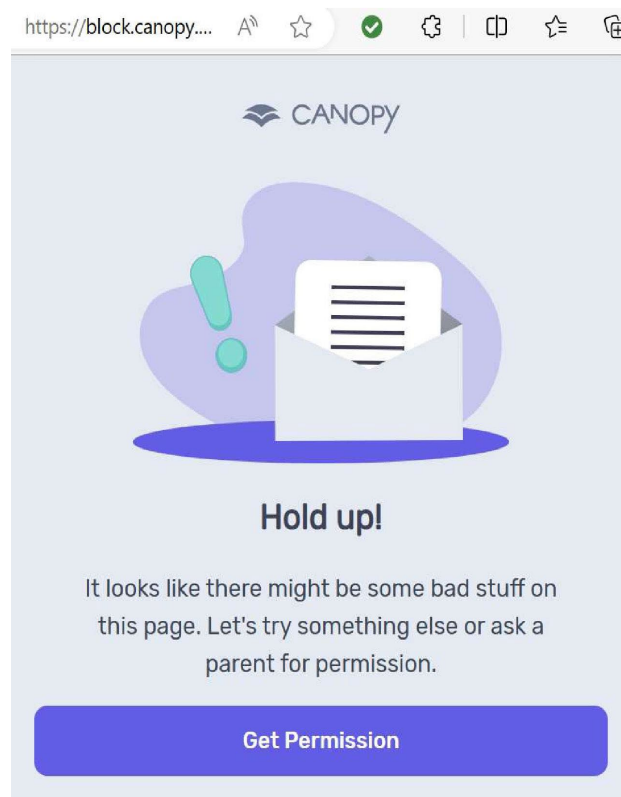 https://block.canopy....
CANOPY
Hold up!
It looks like there might be some bad stuff on
this page. Let's try something else or ask a
parent for permission.
Get Permission